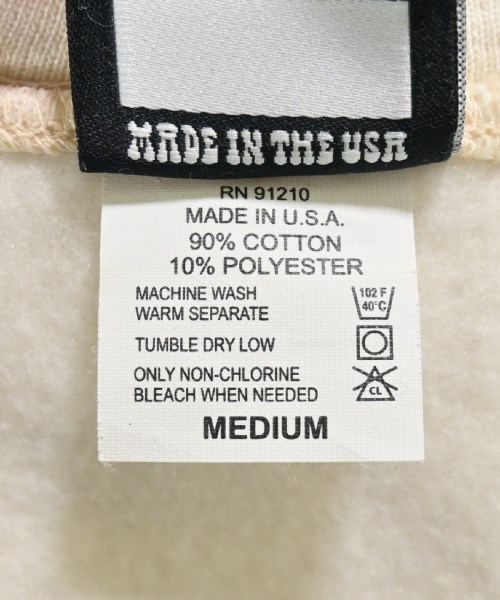 MADE IN THE USA
RN 91210
MADE IN U.S.A.
90% COTTON
10% POLYESTER
MACHINE WASH
WARM SEPARATE
102 F
40°C
TUMBLE DRY LOW
ONLY NON-CHLORINE
BLEACH WHEN NEEDED
CL
MEDIUM